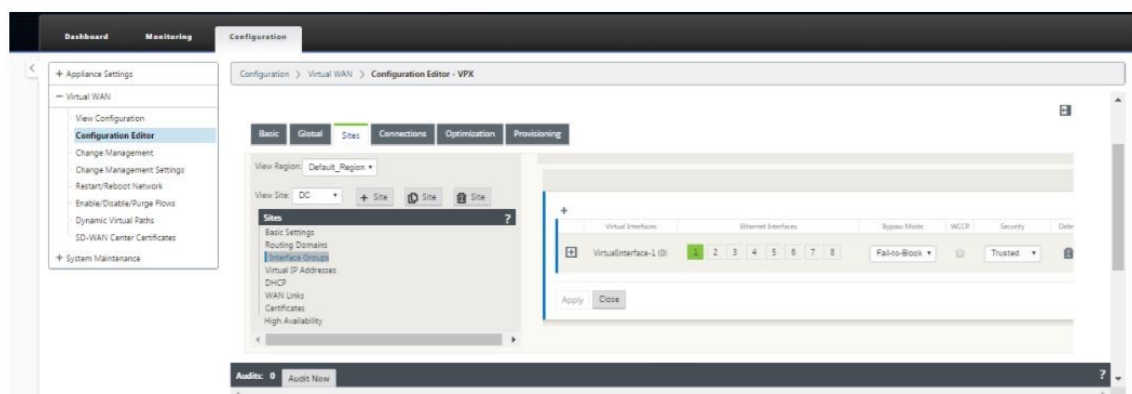 Dashboard Monitoring Configuration
+ Appliance Settings
− Virtual WAN
View Configuration
Configuration Editor
Change Management
Change Management Settings
Restart/Reboot Network
Enable/Disable/Purge Flows
Dynamic Virtual Paths
SD-WAN Center Certificates
+ System Maintenance
Configuration > Virtual WAN > Configuration Editor - VPX
Basic Global Sites Connections Optimization Provisioning
View Region: Default_Region
View Site: DC + Site Site Site
Sites ?
Basic Settings
Routing Domains
Interface Groups
Virtual IP Addresses
DHCP
WAN Links
Certificates
High Availability
+
Virtual Interfaces Ethernet Interfaces Bypass Mode WCCP Security Delet
+ VirtualInterface-1 (0) 1 2 3 4 5 6 7 8 Fail-to-Block Trusted
Apply Close
Audits: 0 Audit Now ?